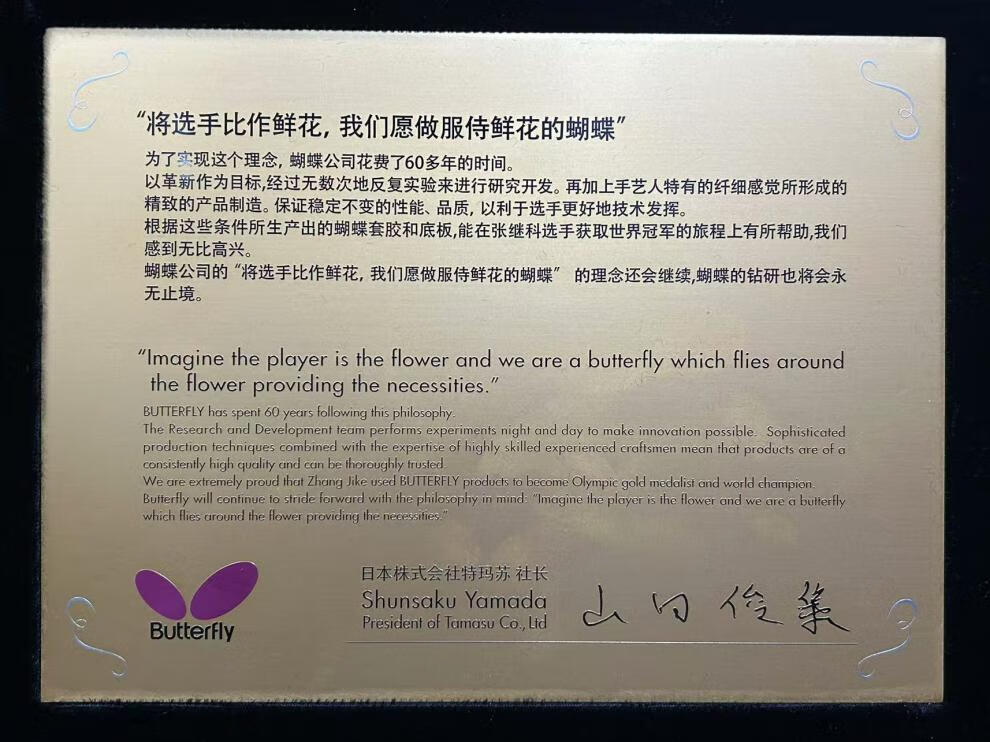 “将选手比作鲜花，我们愿做服侍鲜花的蝴蝶”
为了实现这个理念，蝴蝶公司花费了60多年的时间。
以革新作为目标,经过无数次地反复实验来进行研究开发。再加上手艺人特有的纤细感觉所形成的
精致的产品制造。保证稳定不变的性能、品质，以利于选手更好地技术发挥。
根据这些条件所生产出的蝴蝶套胶和底板,能在张继科选手获取世界冠军的旅程上有所帮助,我们
感到无比高兴。
蝴蝶公司的“将选手比作鲜花，我们愿做服侍鲜花的蝴蝶” 的理念还会继续,蝴蝶的钻研也将会永
无止境。
“Imagine the player is the flower and we are a butterfly which flies around
the flower providing the necessities.”
BUTTERFLY has spent 60 years following this philosophy.
The Research and Development team performs experiments night and day to make innovation possible. Sophisticated
production techniques combined with the expertise of highly skilled experienced craftsmen mean that products are of a
consistently high quality and can be thoroughly trusted.
We are extremely proud that Zhang Jike used BUTTERFLY products to become Olympic gold medalist and world champion.
Butterfly will continue to stride forward with the philosophy in mind: “Imagine the player is the flower and we are a butterfly
which flies around the flower providing the necessities.”
Butterfly
日本株式会社特玛苏 社长
Shunsaku Yamada
President of Tamasu Co., Ltd
山田俊策